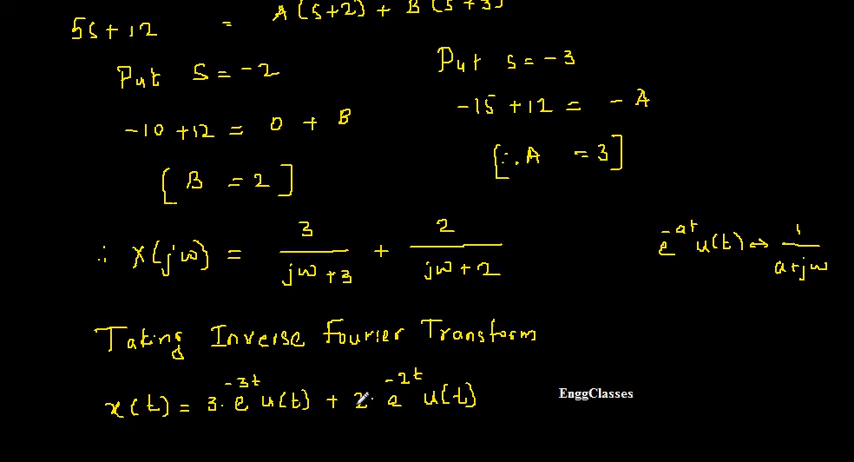 5s+12 = A(s+2) + B(s+3)
Put s = -2
-10 +12 = 0 + B
[B = 2]
Put s = -3
-15 +12 = -A
[∴ A = 3]
∴ X(jω) = 3/(jω+3) + 2/(jω+2)
e^-at u(t) ↔ 1/(a+jω)
Taking Inverse Fourier Transform
x(t) = 3. e^-3t u(t) + 2. e^-2t u(t)
EnggClasses